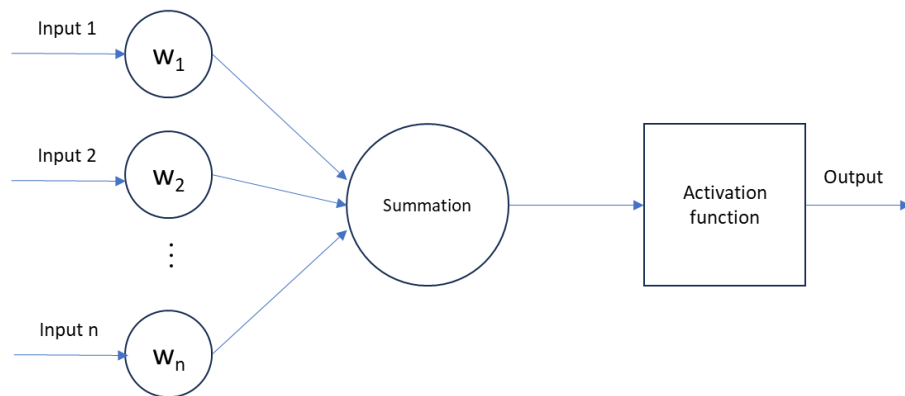 Input 1
w₁
Input 2
w₂
Summation
Activation
function
Output
⋮
Input n
wₙ